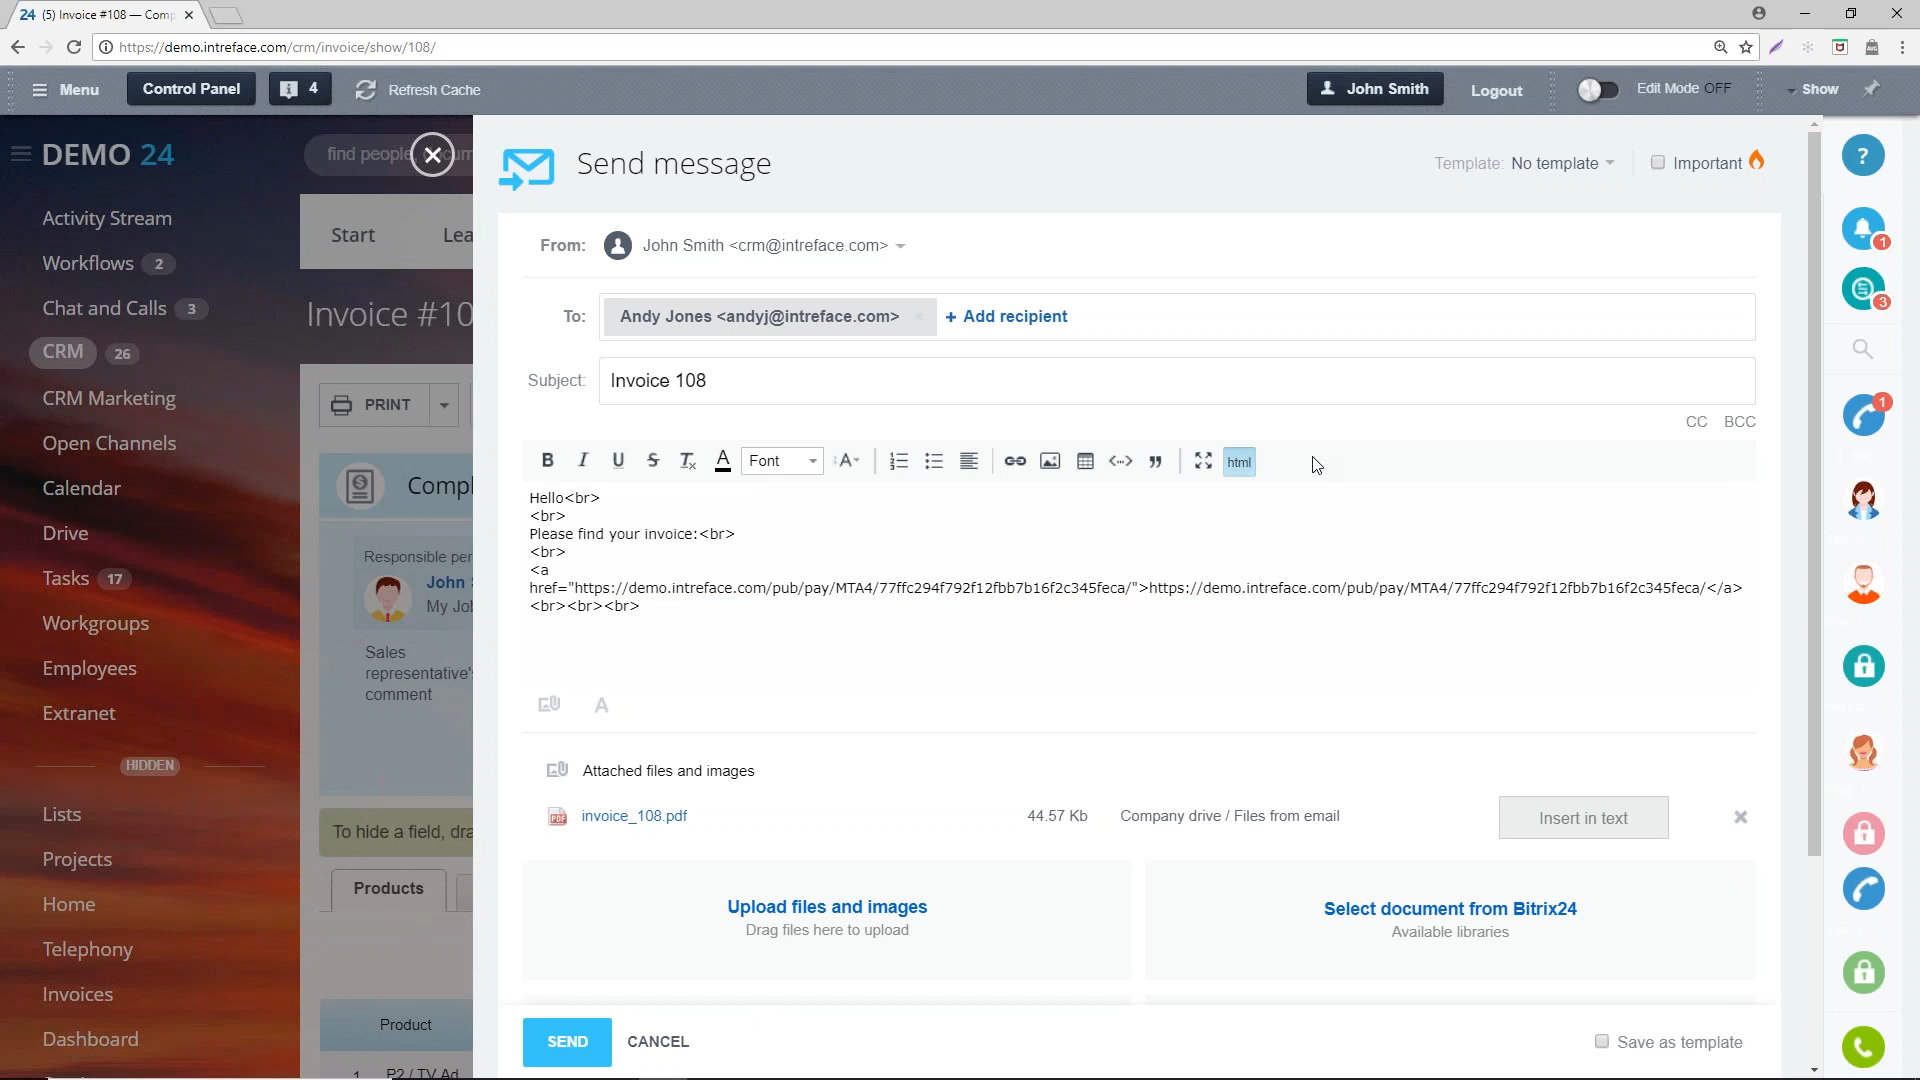 24 (5) Invoice #108 — Comp
https://demo.intreface.com/crm/invoice/show/108/
Menu
Control Panel
4
Refresh Cache
John Smith
Logout
Edit Mode OFF
Show
DEMO 24
find people,
Send message
Template: No template
Important
?
Activity Stream
Workflows 2
Chat and Calls 3
CRM 26
CRM Marketing
Open Channels
Calendar
Drive
Tasks 17
Workgroups
Employees
Extranet
HIDDEN
Lists
Projects
Home
Telephony
Invoices
Dashboard
Start
Lea
Invoice #10
PRINT
Compl
Responsible per
John S
My Jo
Sales
representative'
comment
To hide a field, dra
Products
Product
1 P2 / TV Ad
From: John Smith <crm@intreface.com>
To: Andy Jones <andyj@intreface.com> + Add recipient
Subject: Invoice 108
CC BCC
B I U S Tx A Font A html
Hello<br>
<br>
Please find your invoice:<br>
<br>
<a
href="https://demo.intreface.com/pub/pay/MTA4/77ffc294f792f12fbb7b16f2c345feca/">https://demo.intreface.com/pub/pay/MTA4/77ffc294f792f12fbb7b16f2c345feca/</a>
<br><br><br>
A
Attached files and images
PDF invoice_108.pdf 44.57 Kb Company drive / Files from email Insert in text
Upload files and images
Drag files here to upload
Select document from Bitrix24
Available libraries
SEND CANCEL
Save as template
1
3
1